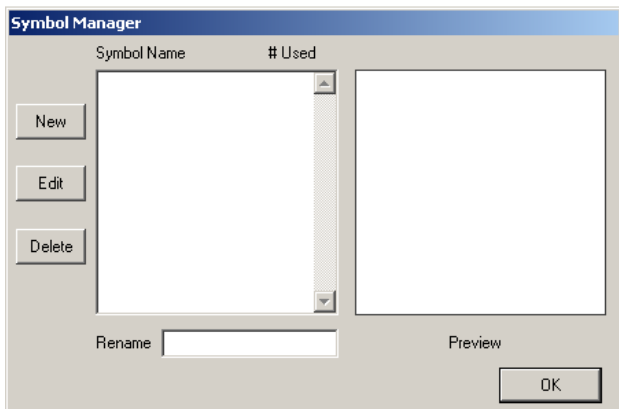 Symbol Manager
Symbol Name # Used
New
Edit
Delete
Rename Preview
OK